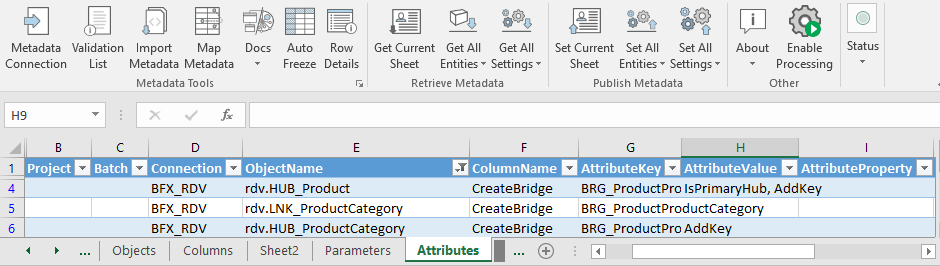 Metadata Connection
Validation List
Import Metadata
Map Metadata
Docs
Auto Freeze
Row Details
Metadata Tools
Get Current Sheet
Get All Entities
Get All Settings
Retrieve Metadata
Set Current Sheet
Set All Entities
Set All Settings
Publish Metadata
About
Enable Processing
Other
Status
H9
fx
B C D E F G H I
1 Project Batch Connection ObjectName ColumnName AttributeKey AttributeValue AttributeProperty
4 BFX_RDV rdv.HUB_Product CreateBridge BRG_ProductPro IsPrimaryHub, AddKey
5 BFX_RDV rdv.LNK_ProductCategory CreateBridge BRG_ProductProductCategory
6 BFX_RDV rdv.HUB_ProductCategory CreateBridge BRG_ProductPro AddKey
... Objects Columns Sheet2 Parameters Attributes ...